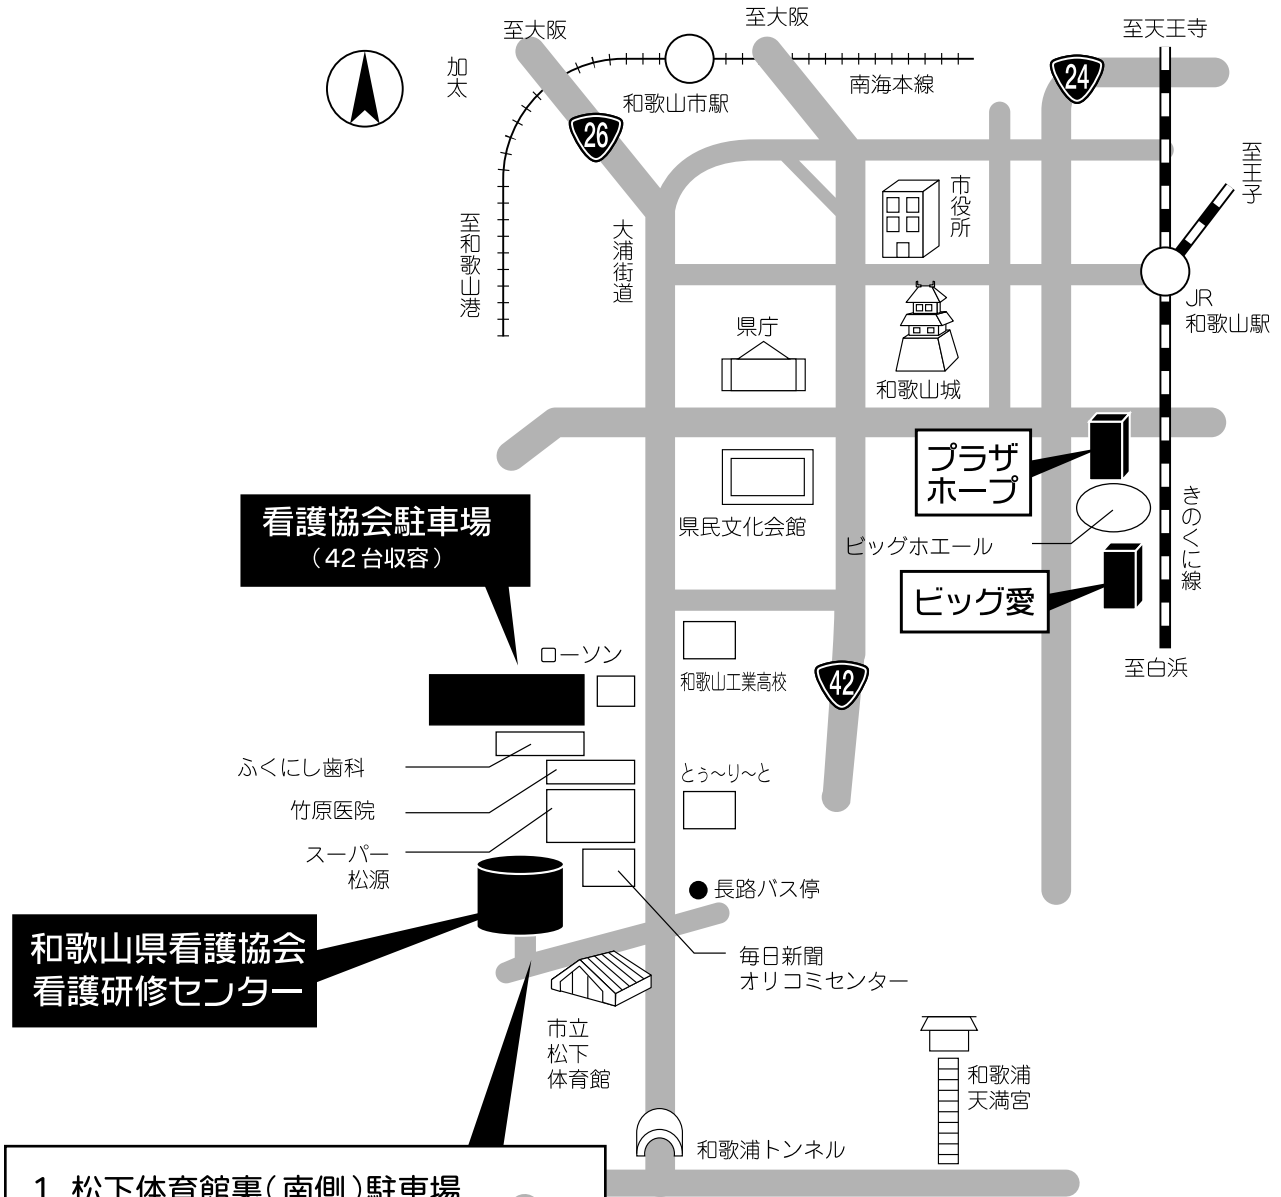 至大阪
至大阪
至天王寺
加太
24
南海本線
和歌山市駅
26
至王子
市役所
至和歌山港
大浦街道
JR
和歌山駅
県庁
和歌山城
プラザ
ホープ
きのくに線
看護協会駐車場
(42台収容)
県民文化会館
ビッグホエール
ビッグ愛
ローソン
至白浜
和歌山工業高校
42
ふくにし歯科
とぅ~り~と
竹原医院
スーパー
松源
長路バス停
和歌山県看護協会
看護研修センター
毎日新聞
オリコミセンター
市立
松下
体育館
和歌浦
天満宮
和歌浦トンネル
1 松下体育館裏(南側)駐車場